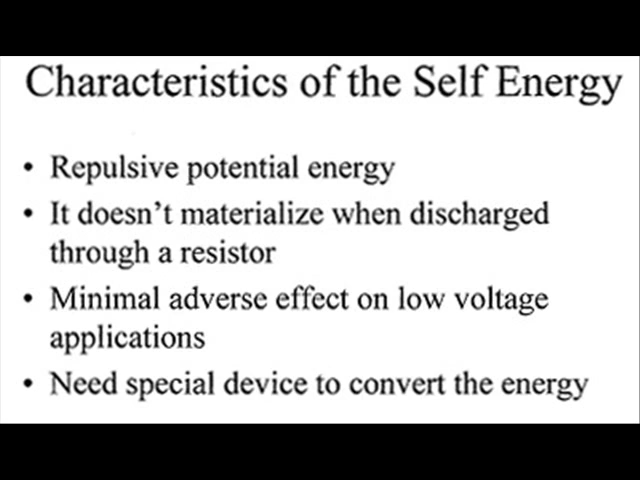 Characteristics of the Self Energy
• Repulsive potential energy
• It doesn't materialize when discharged
through a resistor
• Minimal adverse effect on low voltage
applications
• Need special device to convert the energy